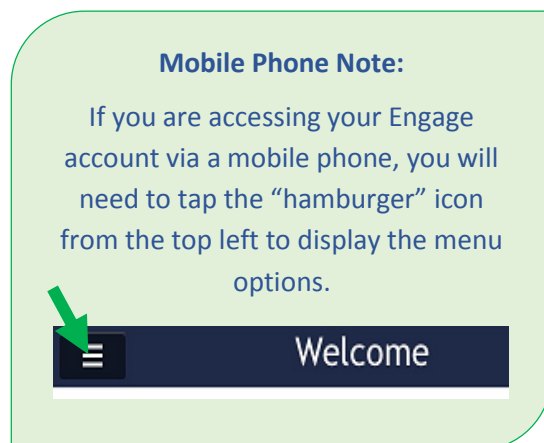 Mobile Phone Note:
If you are accessing your Engage
account via a mobile phone, you will
need to tap the “hamburger” icon
from the top left to display the menu
options.
Welcome